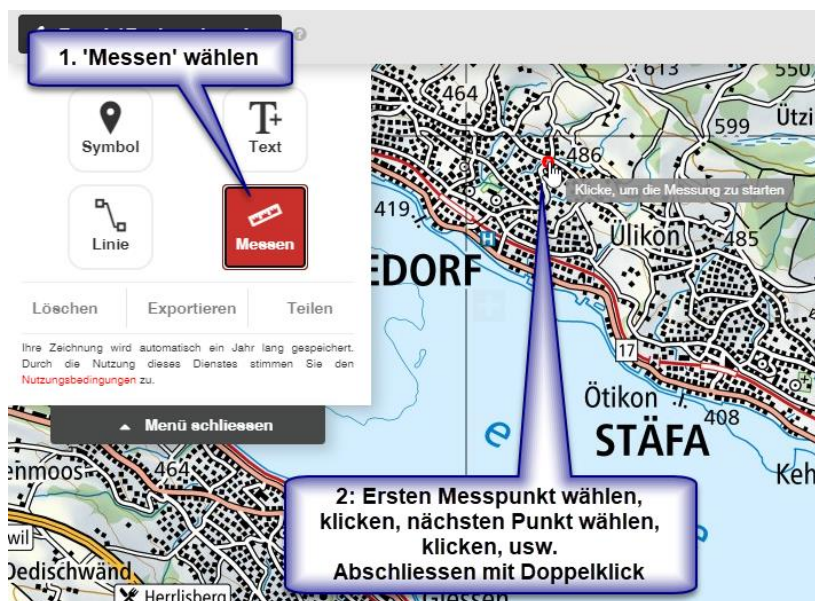 1. 'Messen' wählen
Symbol
Text
Linie
Messen
Löschen Exportieren Teilen
Ihre Zeichnung wird automatisch ein Jahr lang gespeichert.
Durch die Nutzung dieses Dienstes stimmen Sie den
Nutzungsbedingungen zu.
Menü schliessen
464
613
550
Ützi
599
486
Klicke, um die Messung zu starten
419
Ülikon
485
H
EDORF
17
Ötikon
408
STÄFA
Keh
e
enmoos
464
2: Ersten Messpunkt wählen,
klicken, nächsten Punkt wählen,
klicken, usw.
Abschliessen mit Doppelklick
wil
Oedischwänd
Herrlisberg